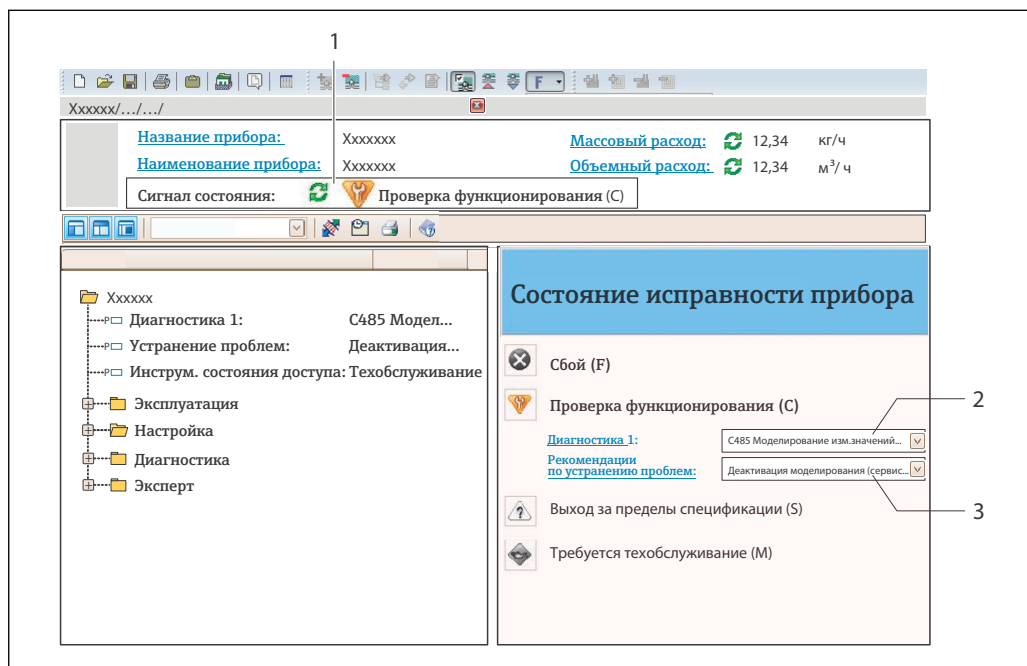 1
F
Xxxxxx/.../.../
Название прибора: Xxxxxxx Массовый расход: 12,34 кг/ч
Наименование прибора: Xxxxxxx Объемный расход: 12,34 м³/ ч
Сигнал состояния: Проверка функционирования (C)
Xxxxxx
P Диагностика 1: C485 Модел...
P Устранение проблем: Деактивация...
P Инструм. состояния доступа: Техобслуживание
Эксплуатация
Настройка
Диагностика
Эксперт
Состояние исправности прибора
Сбой (F)
Проверка функционирования (C)
2
Диагностика 1: C485 Моделирование изм.значений...
Рекомендации
по устранению проблем: Деактивация моделирования (сервис...
3
Выход за пределы спецификации (S)
Требуется техобслуживание (M)